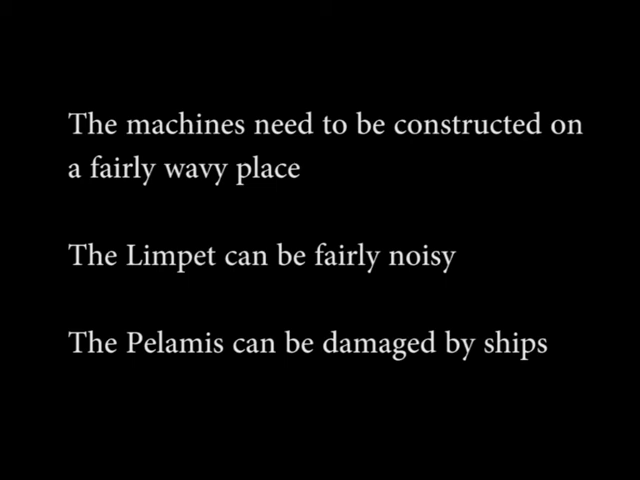 The machines need to be constructed on
a fairly wavy place
The Limpet can be fairly noisy
The Pelamis can be damaged by ships